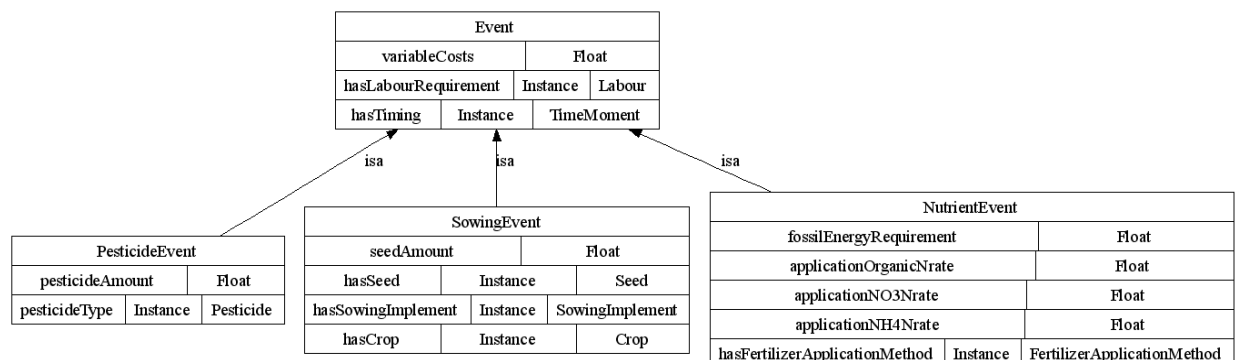 Event
variableCosts Float
hasLabourRequirement Instance Labour
hasTiming Instance TimeMoment
isa isa isa
PesticideEvent
pesticideAmount Float
pesticideType Instance Pesticide
SowingEvent
seedAmount Float
hasSeed Instance Seed
hasSowingImplement Instance SowingImplement
hasCrop Instance Crop
NutrientEvent
fossilEnergyRequirement Float
applicationOrganicNrate Float
applicationNO3Nrate Float
applicationNH4Nrate Float
hasFertilizerApplicationMethod Instance FertilizerApplicationMethod